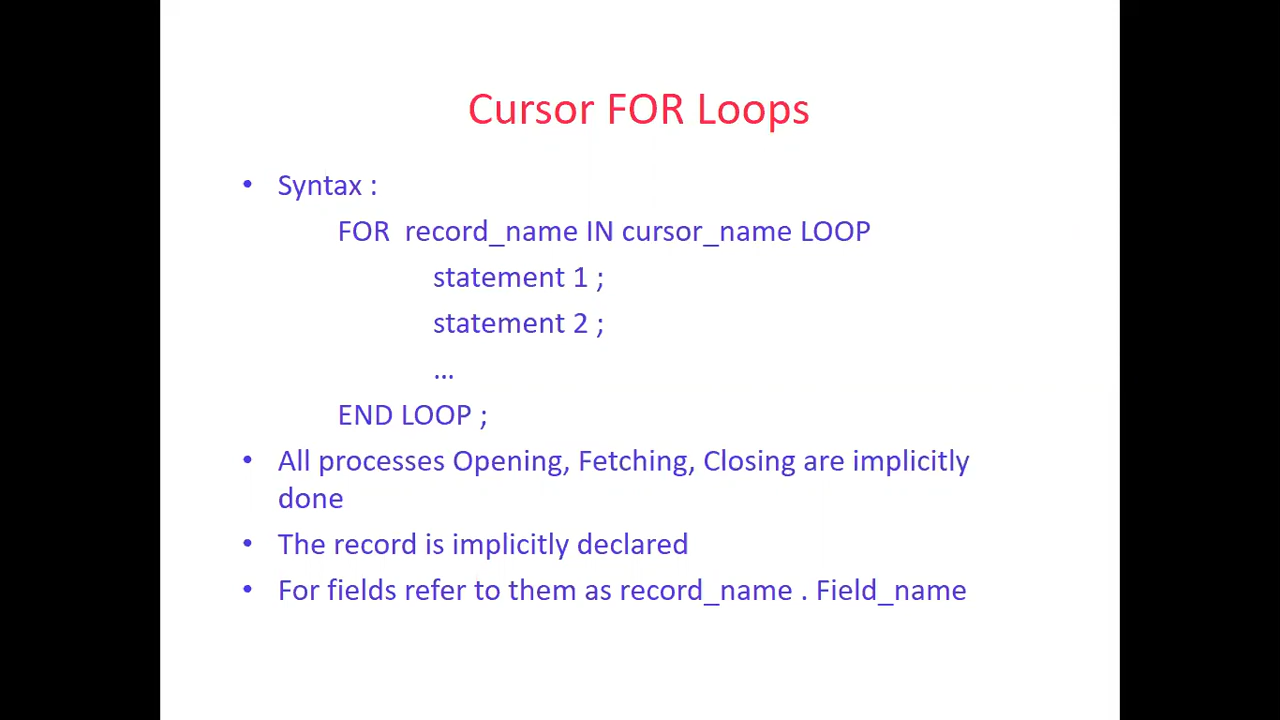 Cursor FOR Loops
• Syntax :
FOR  record_name IN cursor_name LOOP
statement 1 ;
statement 2 ;
...
END LOOP ;
• All processes Opening, Fetching, Closing are implicitly
done
• The record is implicitly declared
• For fields refer to them as record_name . Field_name